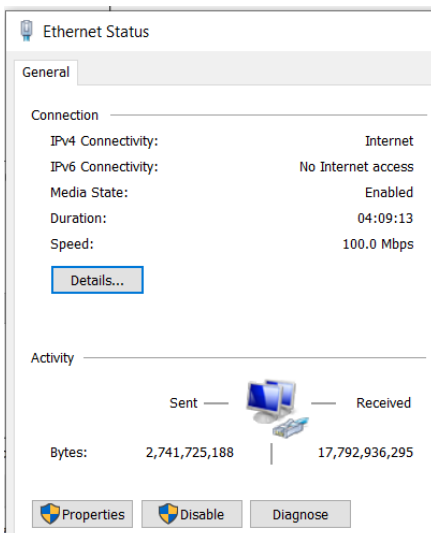 Ethernet Status
General
Connection
IPv4 Connectivity: Internet
IPv6 Connectivity: No Internet access
Media State: Enabled
Duration: 04:09:13
Speed: 100.0 Mbps
Details...
Activity
Sent Received
Bytes: 2,741,725,188 17,792,936,295
Properties Disable Diagnose